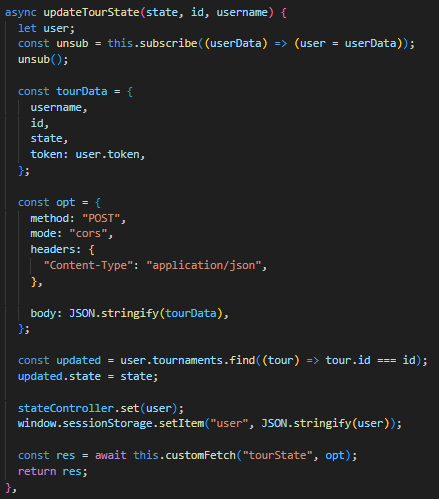 async updateTourState(state, id, username) {
let user;
const unsub = this.subscribe((userData) => (user = userData));
unsub();
const tourData = {
username,
id,
state,
token: user.token,
};
const opt = {
method: "POST",
mode: "cors",
headers: {
"Content-Type": "application/json",
},
body: JSON.stringify(tourData),
};
const updated = user.tournaments.find((tour) => tour.id === id);
updated.state = state;
stateController.set(user);
window.sessionStorage.setItem("user", JSON.stringify(user));
const res = await this.customFetch("tourState", opt);
return res;
},